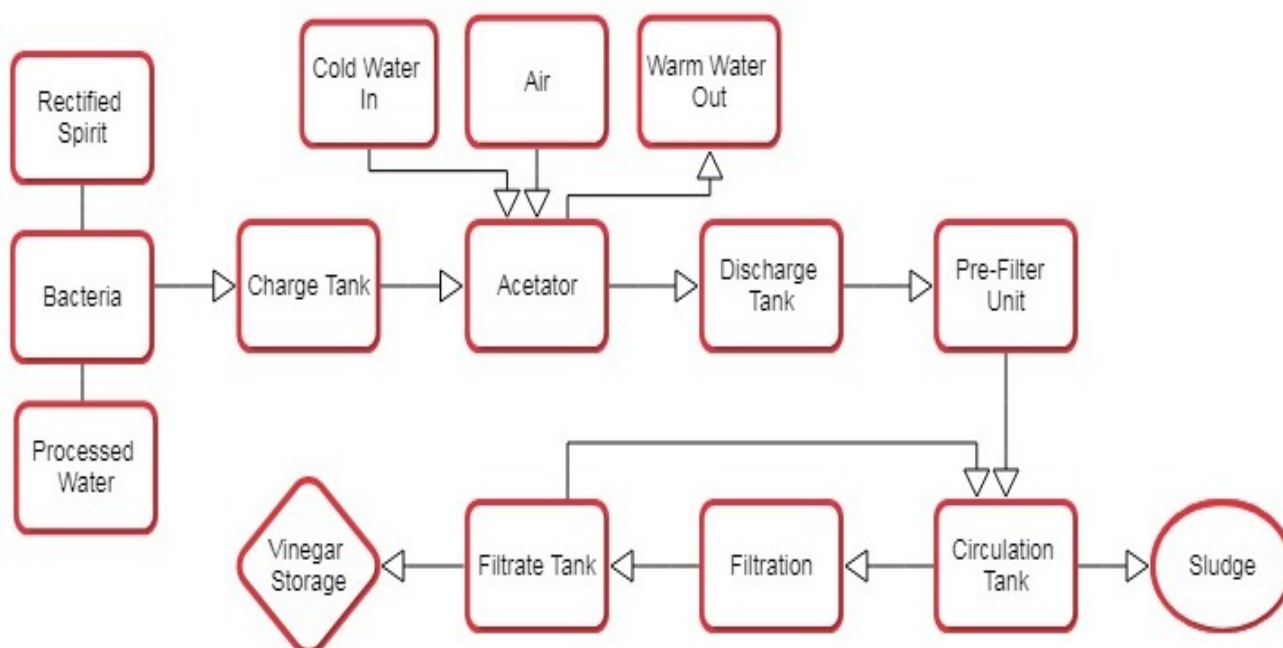 Rectified
Spirit
Cold Water
In
Air
Warm Water
Out
Bacteria
Charge Tank
Acetator
Discharge
Tank
Pre-Filter
Unit
Processed
Water
Vinegar
Storage
Filtrate Tank
Filtration
Circulation
Tank
Sludge